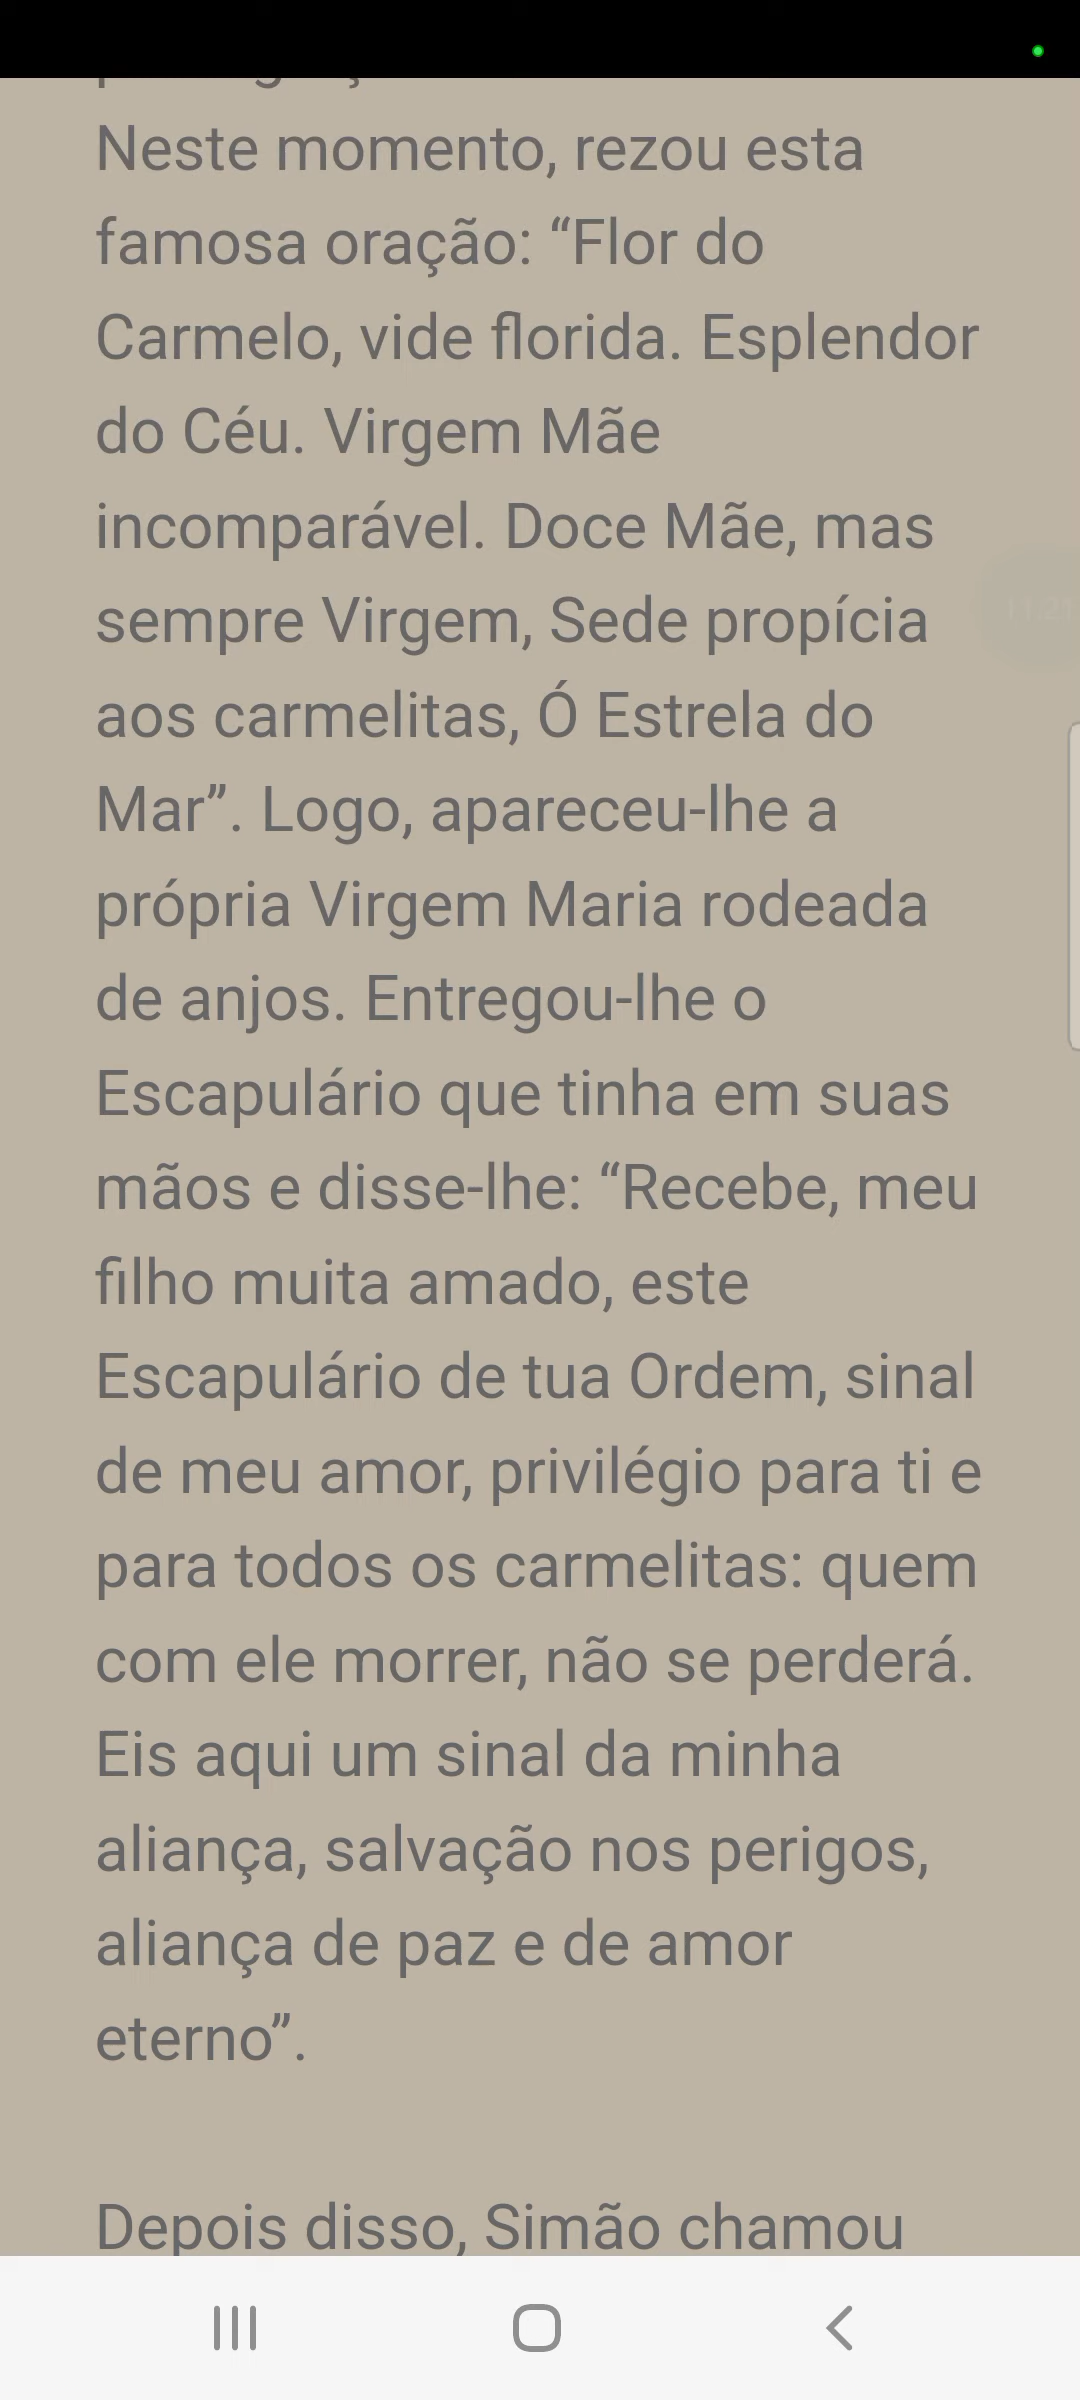 Neste momento, rezou esta
famosa oração: “Flor do
Carmelo, vide florida. Esplendor
do Céu. Virgem Mãe
incomparável. Doce Mãe, mas
sempre Virgem, Sede propícia
aos carmelitas, Ó Estrela do
Mar”. Logo, apareceu-lhe a
própria Virgem Maria rodeada
de anjos. Entregou-lhe o
Escapulário que tinha em suas
mãos e disse-lhe: “Recebe, meu
filho muita amado, este
Escapulário de tua Ordem, sinal
de meu amor, privilégio para ti e
para todos os carmelitas: quem
com ele morrer, não se perderá.
Eis aqui um sinal da minha
aliança, salvação nos perigos,
aliança de paz e de amor
eterno”.
Depois disso, Simão chamou